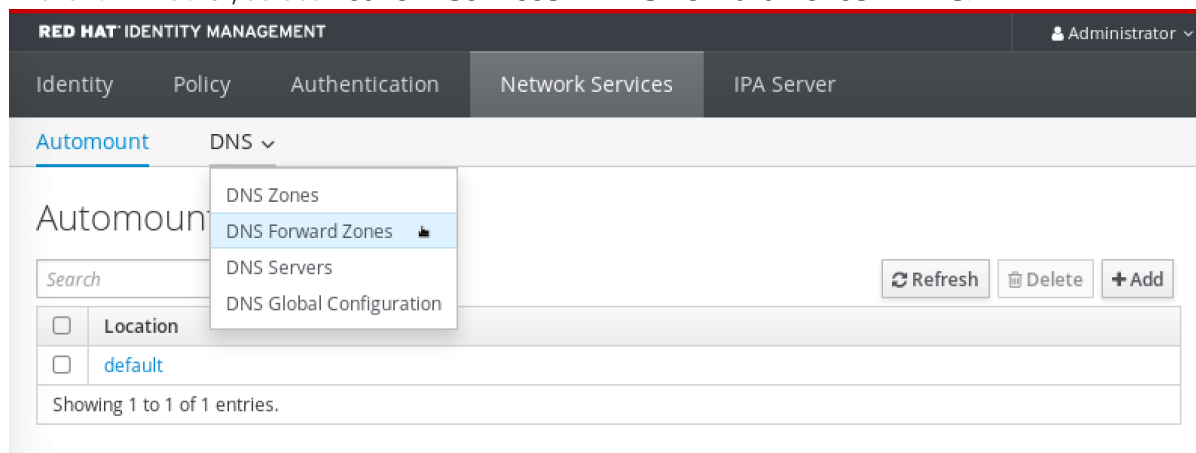 RED HAT® IDENTITY MANAGEMENT
Administrator
Identity Policy Authentication Network Services IPA Server
Automount DNS
DNS Zones
DNS Forward Zones
DNS Servers
DNS Global Configuration
Automount
Search
Refresh Delete Add
Location
default
Showing 1 to 1 of 1 entries.